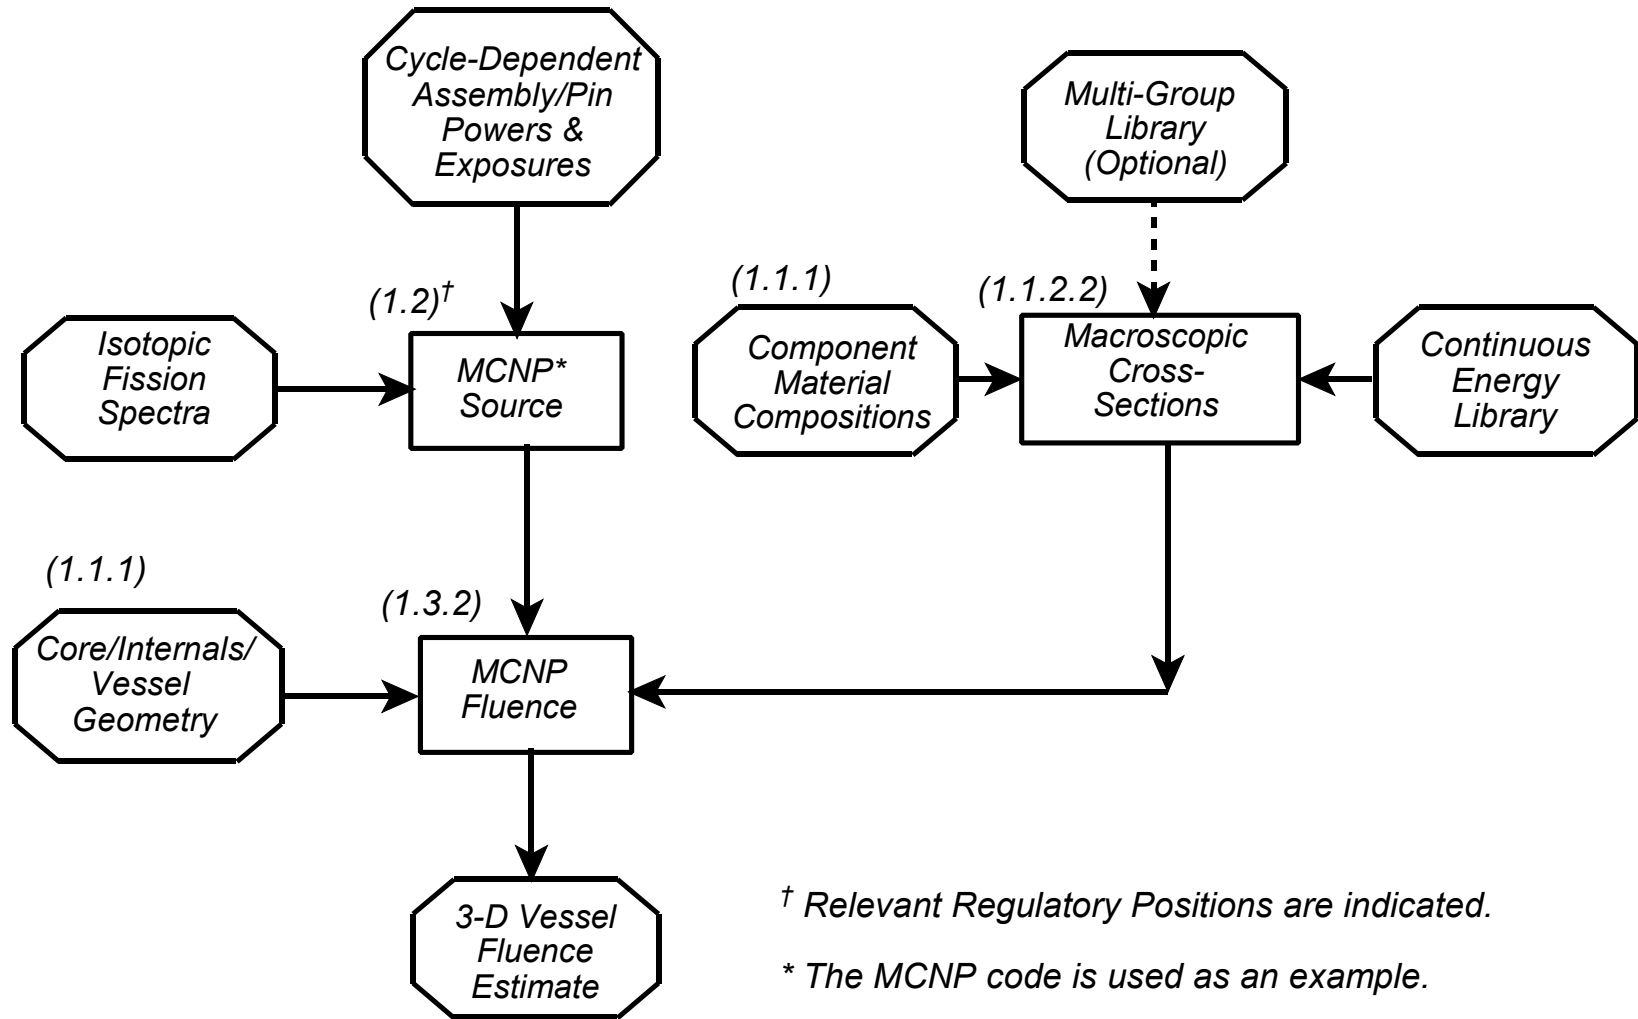 Cycle-Dependent
Assembly/Pin
Powers &
Exposures
Multi-Group
Library
(Optional)
(1.2)†
(1.1.1)
(1.1.2.2)
Isotopic
Fission
Spectra
MCNP*
Source
Component
Material
Compositions
Macroscopic
Cross-
Sections
Continuous
Energy
Library
(1.1.1)
(1.3.2)
Core/Internals/
Vessel
Geometry
MCNP
Fluence
3-D Vessel
Fluence
Estimate
† Relevant Regulatory Positions are indicated.
* The MCNP code is used as an example.